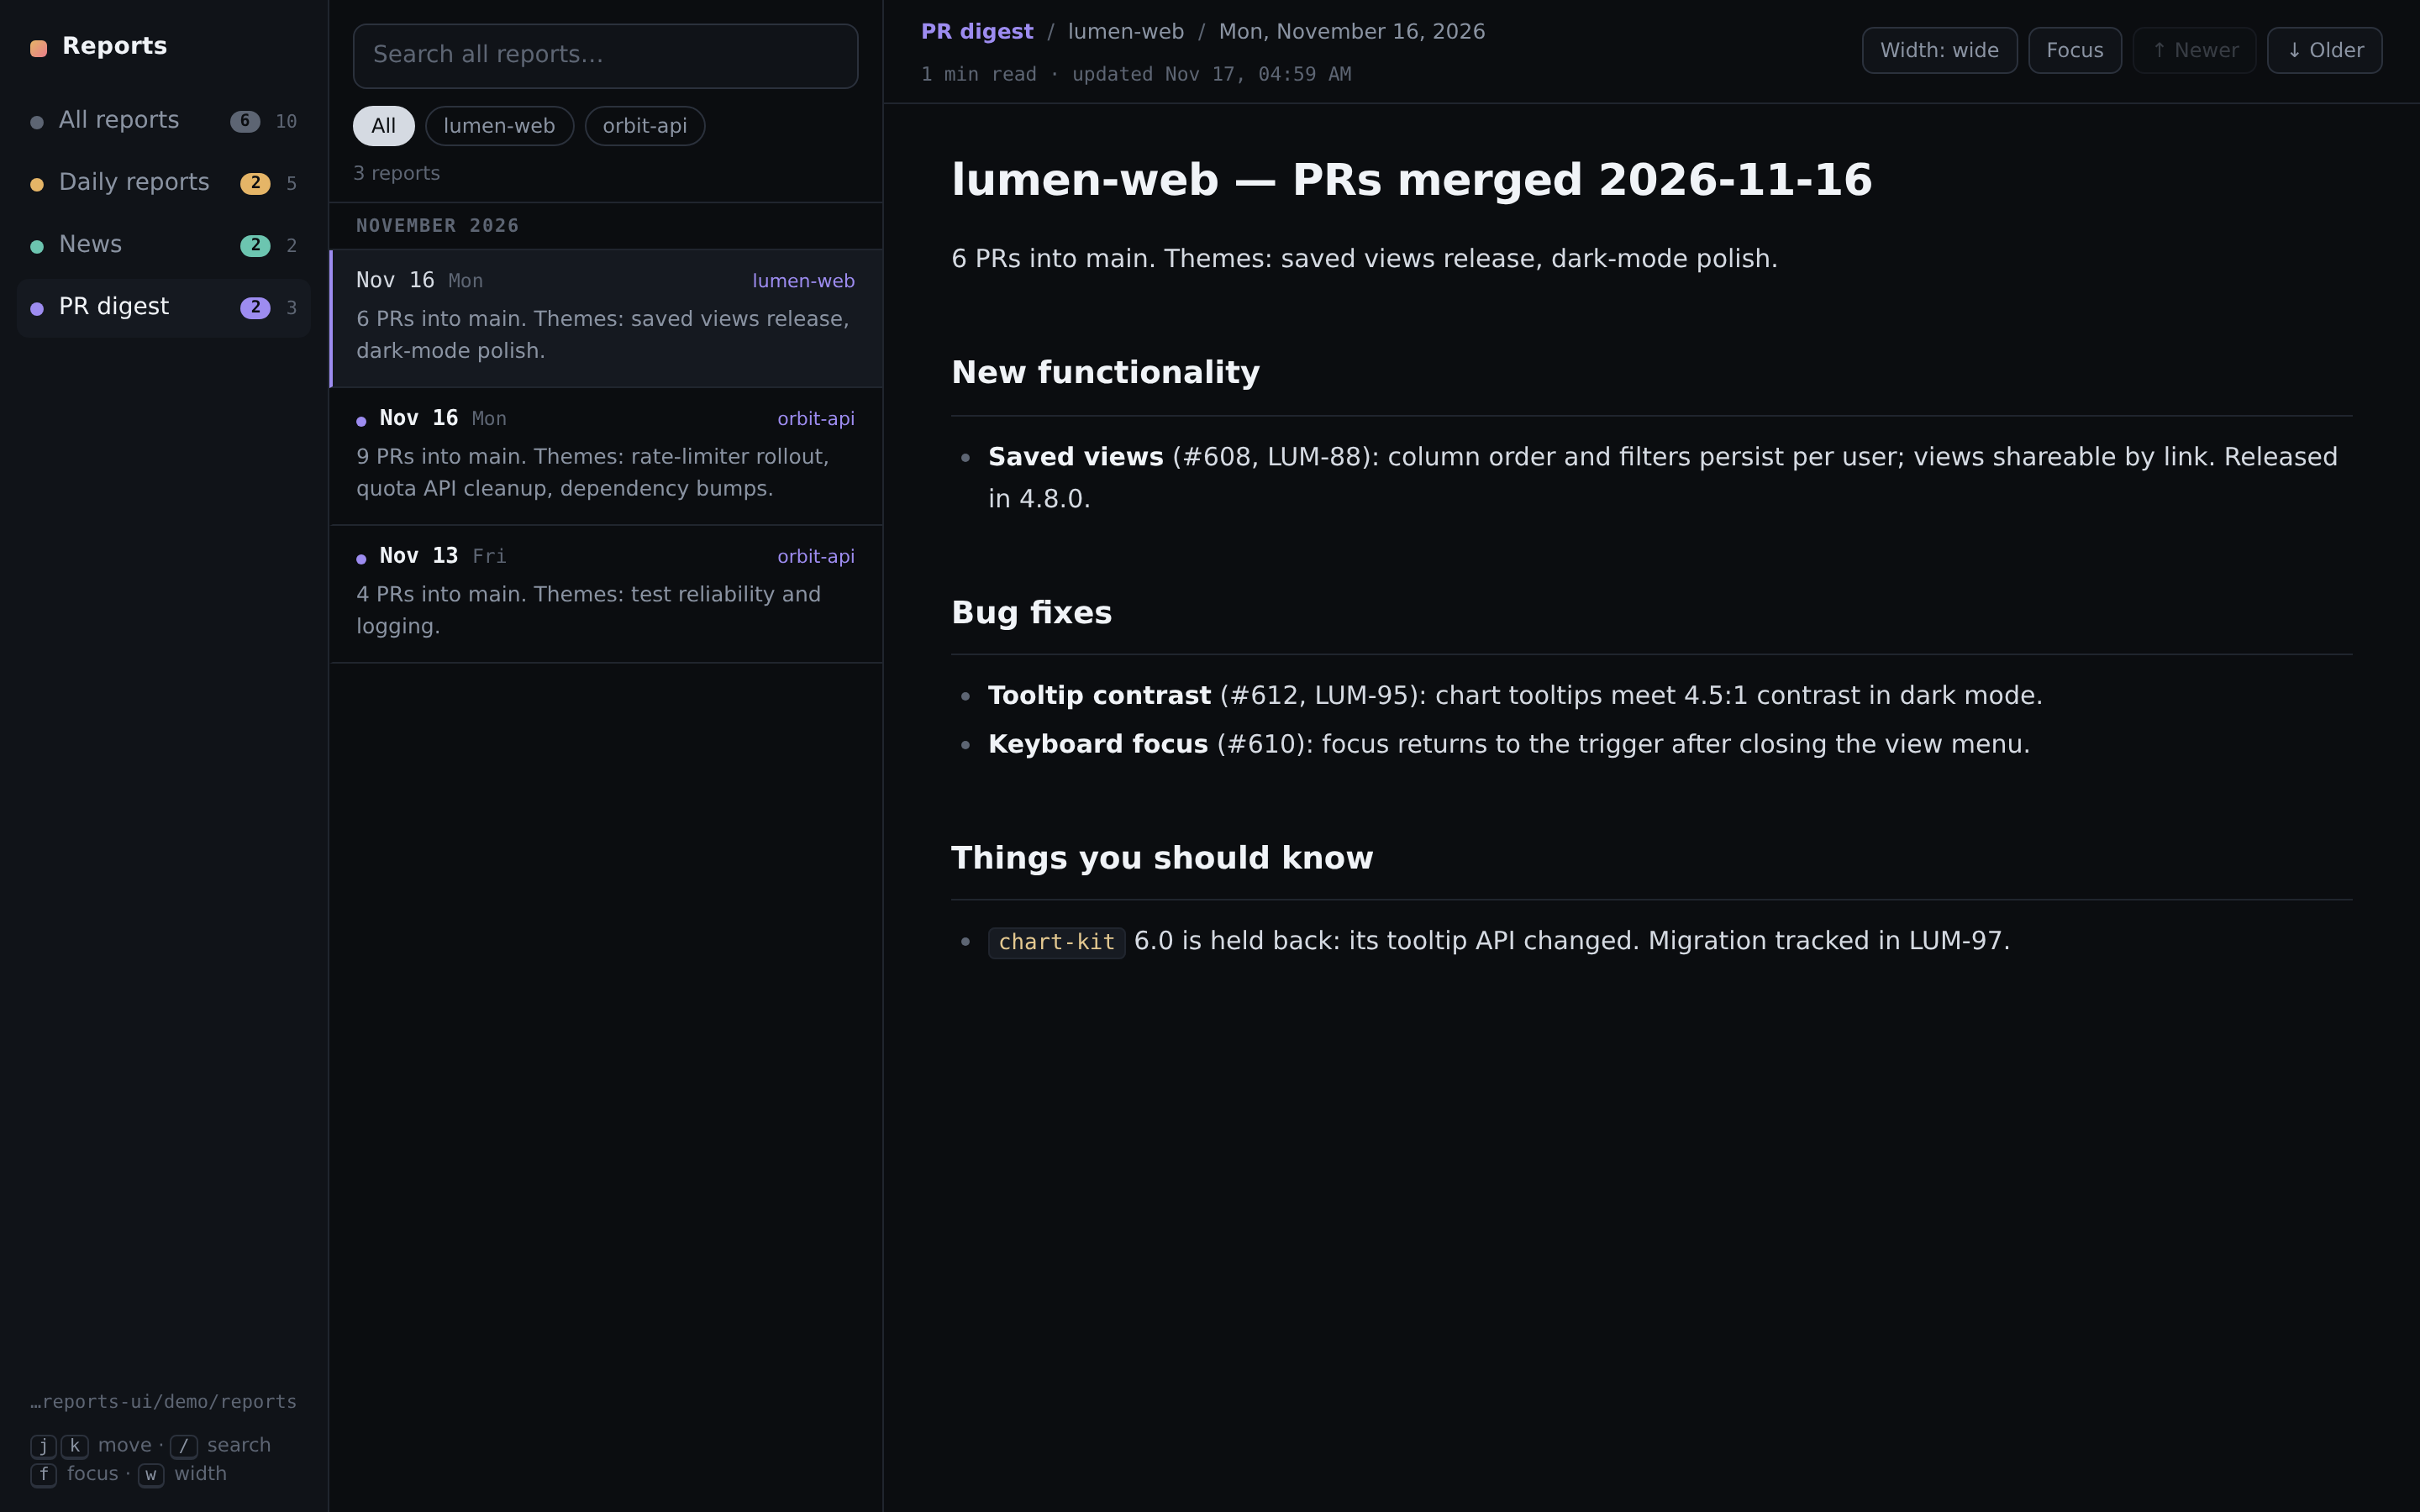 Reports
All reports 6 10
Daily reports 2 5
News 2 2
PR digest 2 3
…reports-ui/demo/reports
j k move · / search
f focus · w width
Search all reports…
All lumen-web orbit-api
3 reports
NOVEMBER 2026
Nov 16 Mon lumen-web
6 PRs into main. Themes: saved views release,
dark-mode polish.
Nov 16 Mon orbit-api
9 PRs into main. Themes: rate-limiter rollout,
quota API cleanup, dependency bumps.
Nov 13 Fri orbit-api
4 PRs into main. Themes: test reliability and
logging.
PR digest / lumen-web / Mon, November 16, 2026
1 min read · updated Nov 17, 04:59 AM
Width: wide Focus ↑ Newer ↓ Older
lumen-web — PRs merged 2026-11-16
6 PRs into main. Themes: saved views release, dark-mode polish.
New functionality
• Saved views (#608, LUM-88): column order and filters persist per user; views shareable by link. Released
in 4.8.0.
Bug fixes
• Tooltip contrast (#612, LUM-95): chart tooltips meet 4.5:1 contrast in dark mode.
• Keyboard focus (#610): focus returns to the trigger after closing the view menu.
Things you should know
• chart-kit 6.0 is held back: its tooltip API changed. Migration tracked in LUM-97.